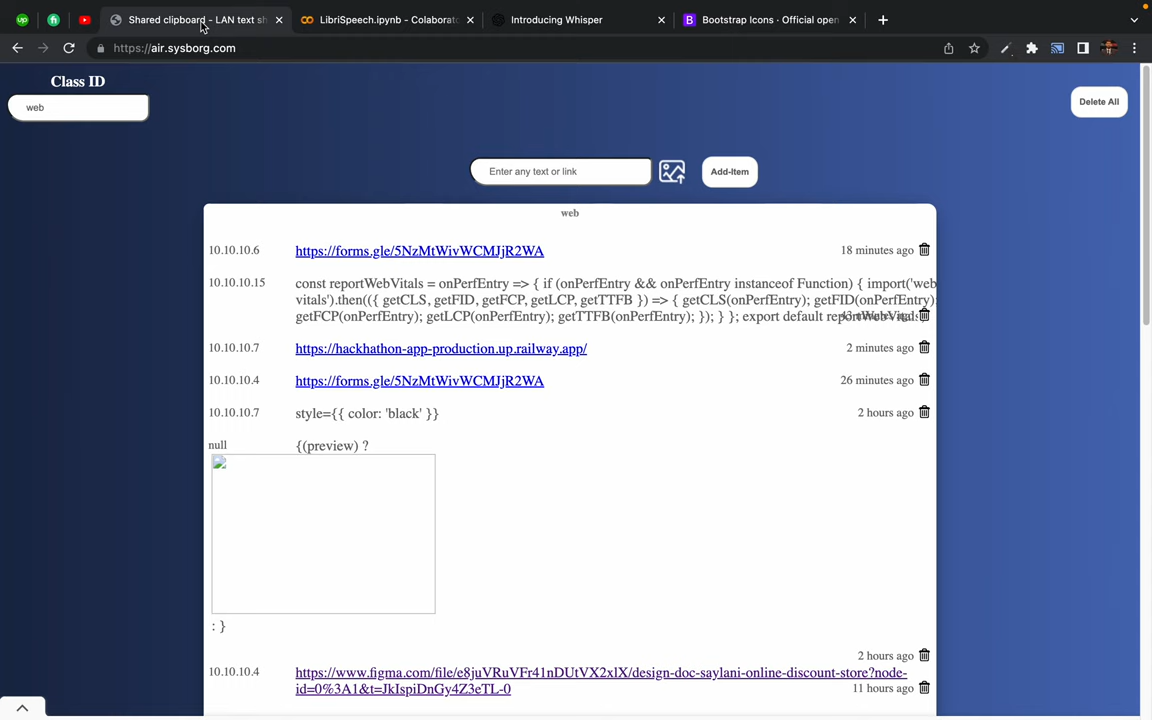 Shared clipboard - LAN text sh
LibriSpeech.ipynb - Colaborato
Introducing Whisper
Bootstrap Icons · Official open
https://air.sysborg.com
Class ID
web
Delete All
Enter any text or link
Add-Item
web
10.10.10.6 https://forms.gle/5NzMtWivWCMJjR2WA 18 minutes ago
10.10.10.15 const reportWebVitals = onPerfEntry => { if (onPerfEntry && onPerfEntry instanceof Function) { import('web
vitals').then(({ getCLS, getFID, getFCP, getLCP, getTTFB }) => { getCLS(onPerfEntry); getFID(onPerfEntry)
getFCP(onPerfEntry); getLCP(onPerfEntry); getTTFB(onPerfEntry); }); } }; export default reportWebVitals;
10.10.10.7 https://hackhathon-app-production.up.railway.app/ 2 minutes ago
10.10.10.4 https://forms.gle/5NzMtWivWCMJjR2WA 26 minutes ago
10.10.10.7 style={{ color: 'black' }} 2 hours ago
null {(preview) ?
: }
2 hours ago
10.10.10.4 https://www.figma.com/file/e8juVRuVFr41nDUtVX2xlX/design-doc-saylani-online-discount-store?node-
id=0%3A1&t=JkIspiDnGy4Z3eTL-0 11 hours ago